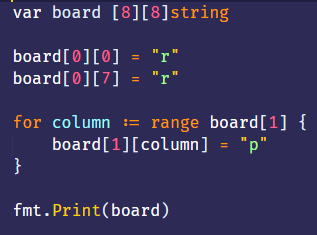 var board [8][8]string

board[0][0] = "r"
board[0][7] = "r"

for column := range board[1] {
    board[1][column] = "p"
}

fmt.Print(board)